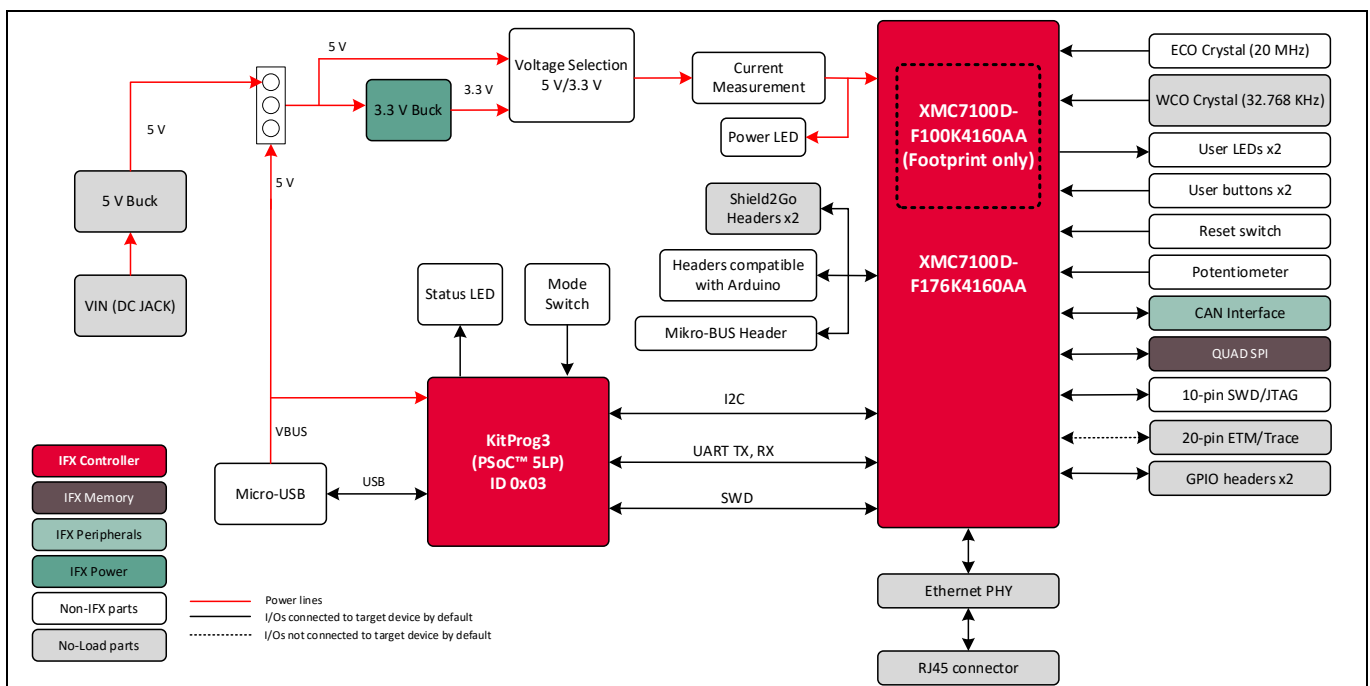 5 V
Voltage Selection
5 V/3.3 V
3.3 V Buck
3.3 V
Current
Measurement
Power LED
5 V
5 V
5 V Buck
VIN (DC JACK)
XMC7100D-
F100K4160AA
(Footprint only)
XMC7100D-
F176K4160AA
ECO Crystal (20 MHz)
WCO Crystal (32.768 KHz)
User LEDs x2
User buttons x2
Reset switch
Potentiometer
CAN Interface
QUAD SPI
10-pin SWD/JTAG
20-pin ETM/Trace
GPIO headers x2
Shield2Go
Headers x2
Headers compatible
with Arduino
Mikro-BUS Header
Status LED
Mode
Switch
KitProg3
(PSoC™ 5LP)
ID 0x03
I2C
UART TX, RX
SWD
VBUS
Micro-USB
USB
Ethernet PHY
RJ45 connector
IFX Controller
IFX Memory
IFX Peripherals
IFX Power
Non-IFX parts
No-Load parts
Power lines
I/Os connected to target device by default
I/Os not connected to target device by default